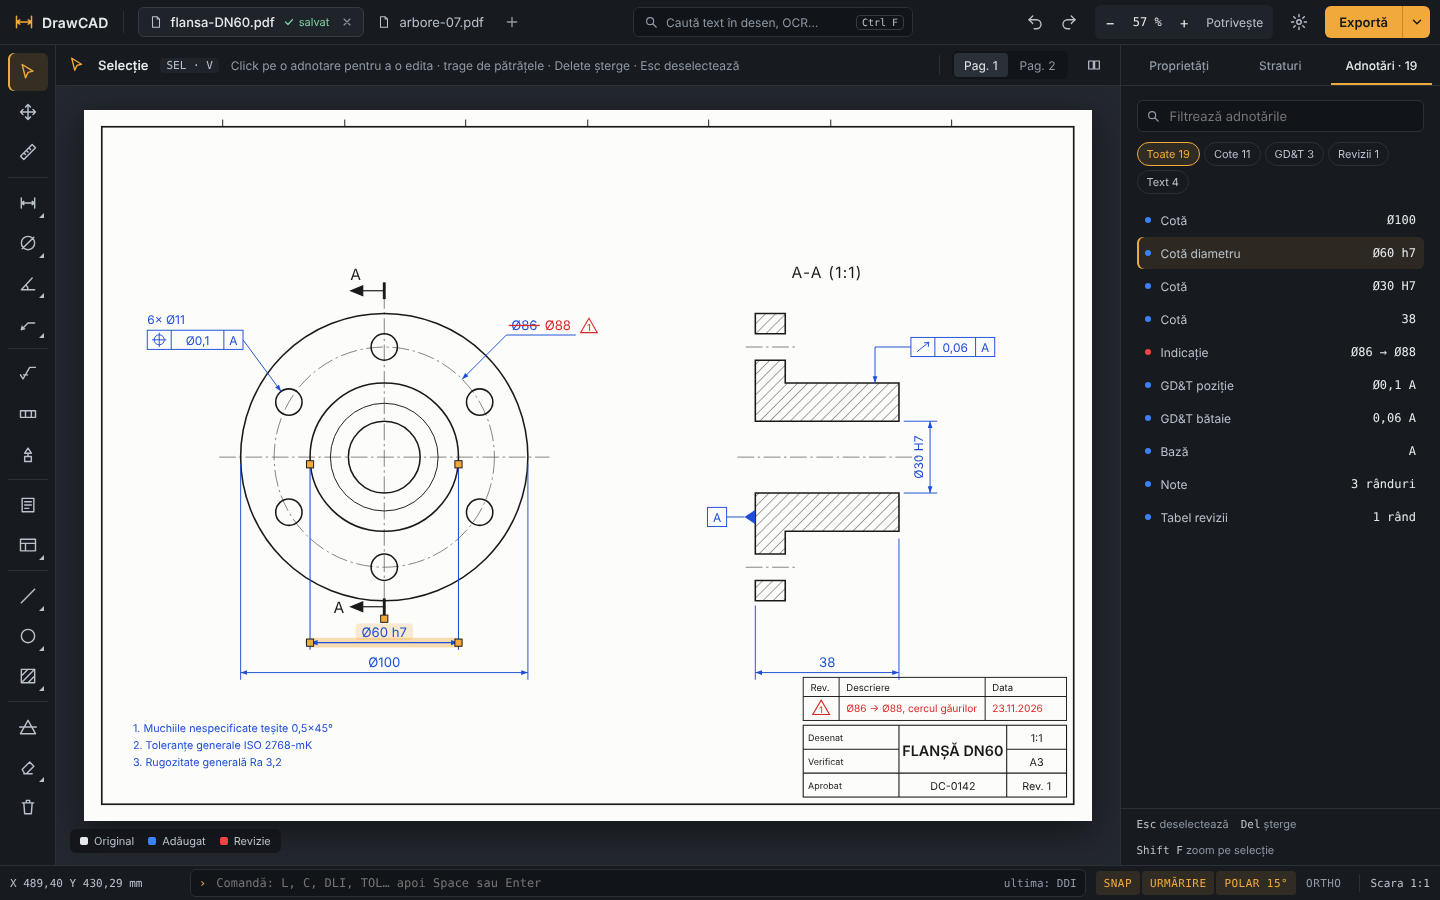 DrawCAD
flansa-DN60.pdf
salvat
arbore-07.pdf
Caută text în desen, OCR...
Ctrl F
57 %
Potrivește
Exportă
Selecție
SEL · V
Click pe o adnotare pentru a o edita · trage de pătrățele · Delete șterge · Esc deselectează
Pag. 1
Pag. 2
Proprietăți
Straturi
Adnotări · 19
Filtrează adnotările
Toate 19
Cote 11
GD&T 3
Revizii 1
Text 4
Cotă Ø100
Cotă diametru Ø60 h7
Cotă Ø30 H7
Cotă 38
Indicație Ø86 → Ø88
GD&T poziție Ø0,1 A
GD&T bătaie 0,06 A
Bază A
Note 3 rânduri
Tabel revizii 1 rând
A
A-A (1:1)
6× Ø11
Ø0,1 A
Ø86 Ø88 1
0,06 A
Ø30 H7
A
A
Ø60 h7
Ø100
38
Rev. Descriere Data
1 Ø86 → Ø88, cercul găurilor 23.11.2026
Desenat
Verificat
Aprobat
FLANȘĂ DN60
DC-0142
1:1
A3
Rev. 1
1. Muchiile nespecificate teșite 0,5×45°
2. Toleranțe generale ISO 2768-mK
3. Rugozitate generală Ra 3,2
Original
Adăugat
Revizie
Esc deselectează Del șterge
Shift F zoom pe selecție
X 489,40 Y 430,29 mm
› Comandă: L, C, DLI, TOL… apoi Space sau Enter
ultima: DDI
SNAP
URMĂRIRE
POLAR 15°
ORTHO
Scara 1:1